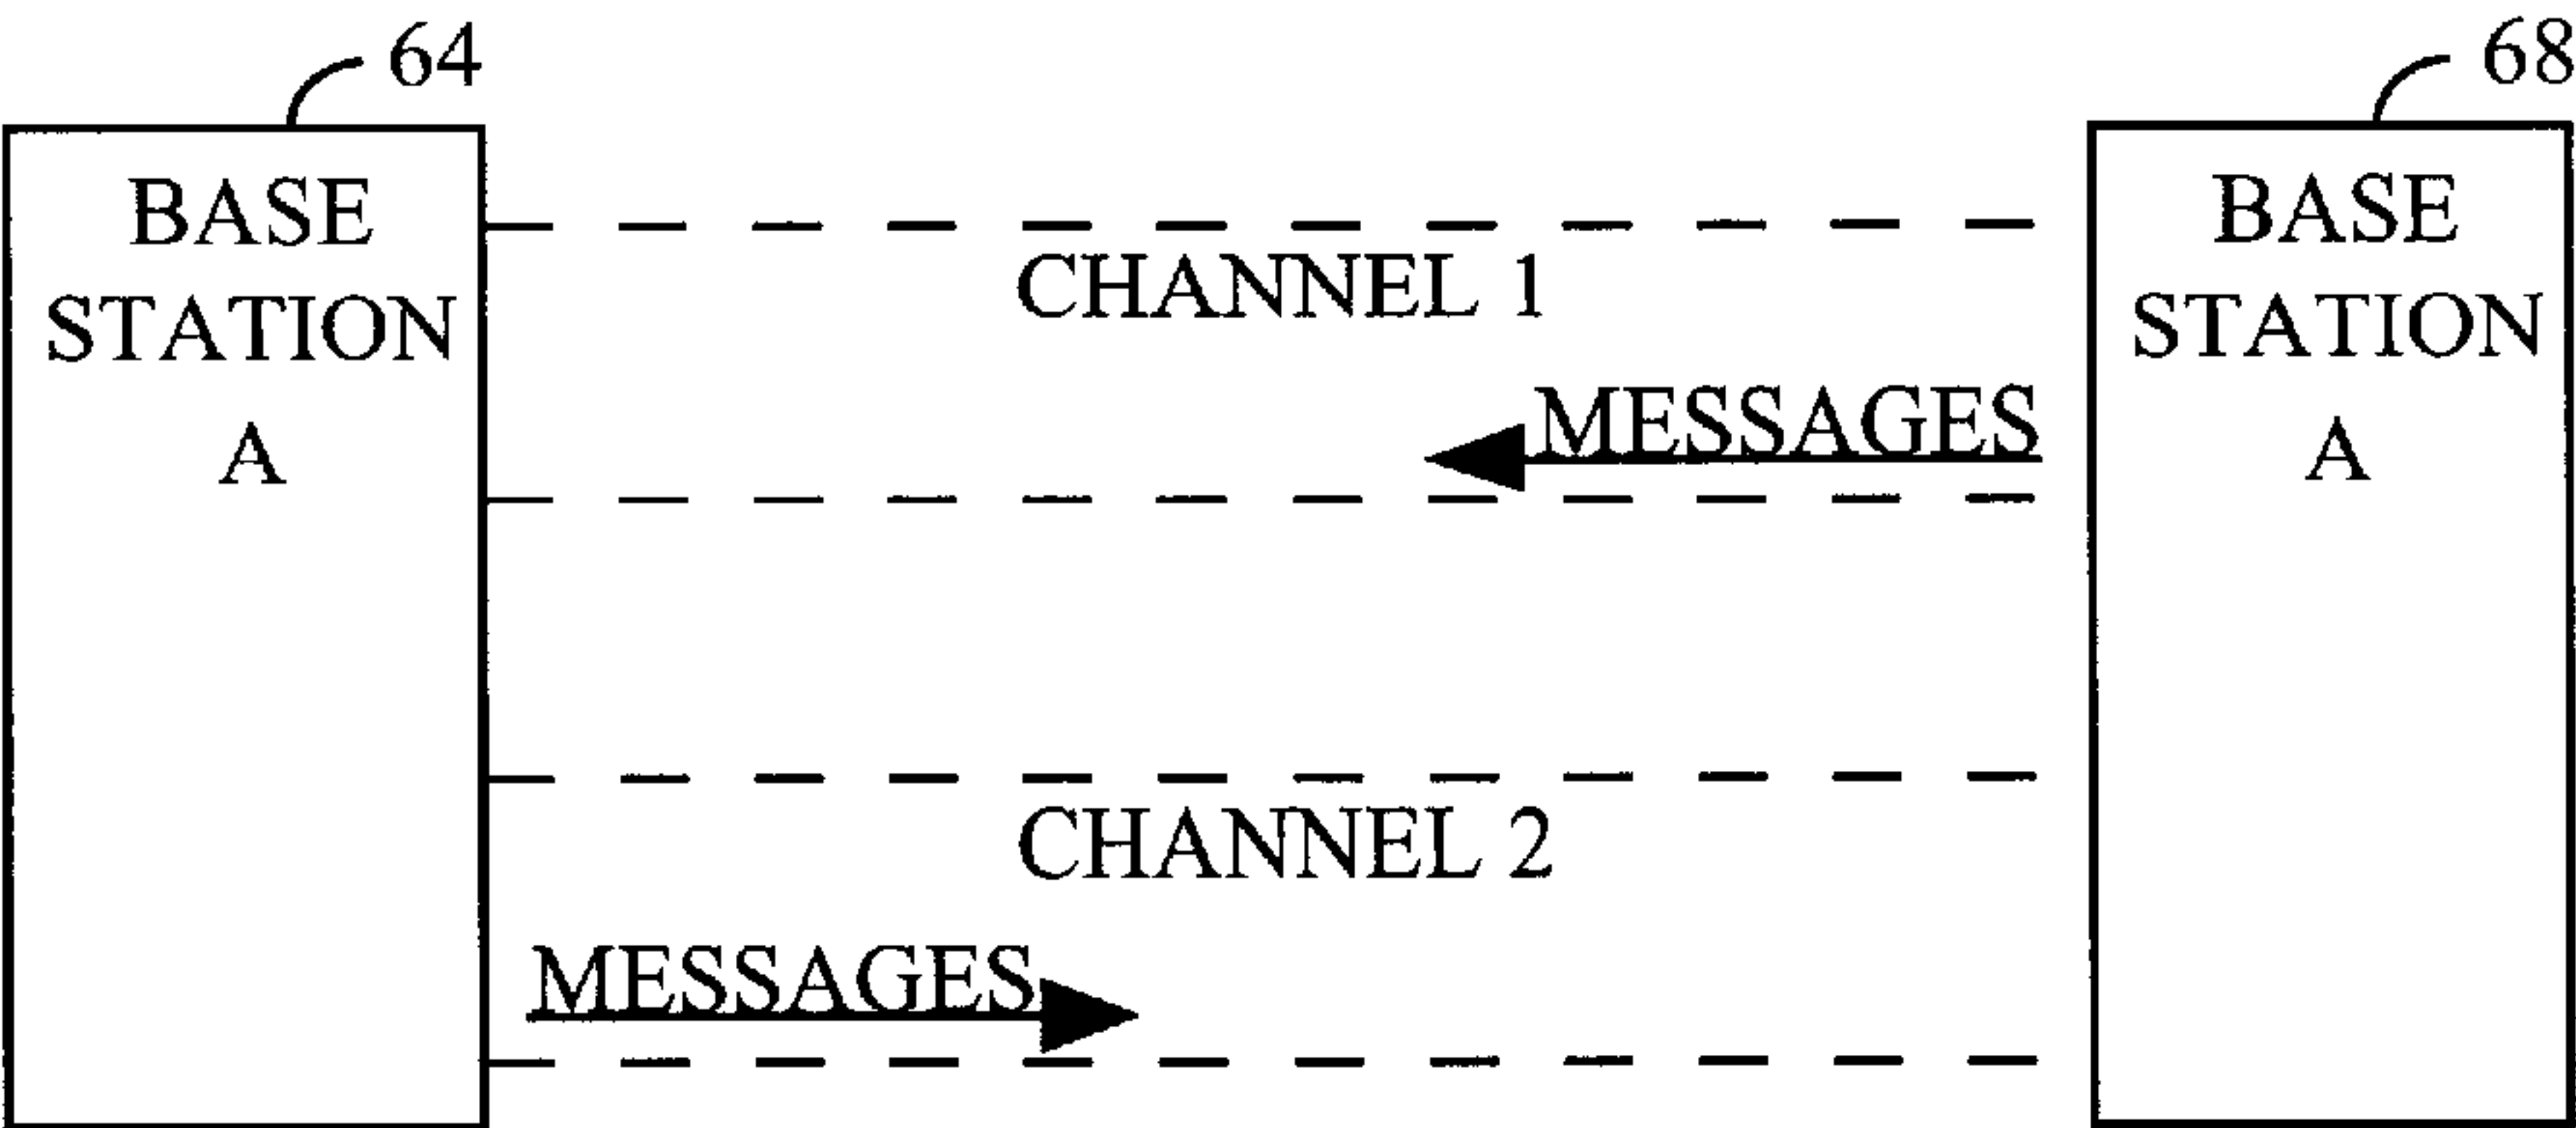 64
68
BASE
STATION
A
BASE
STATION
A
CHANNEL 1
MESSAGES
CHANNEL 2
MESSAGES